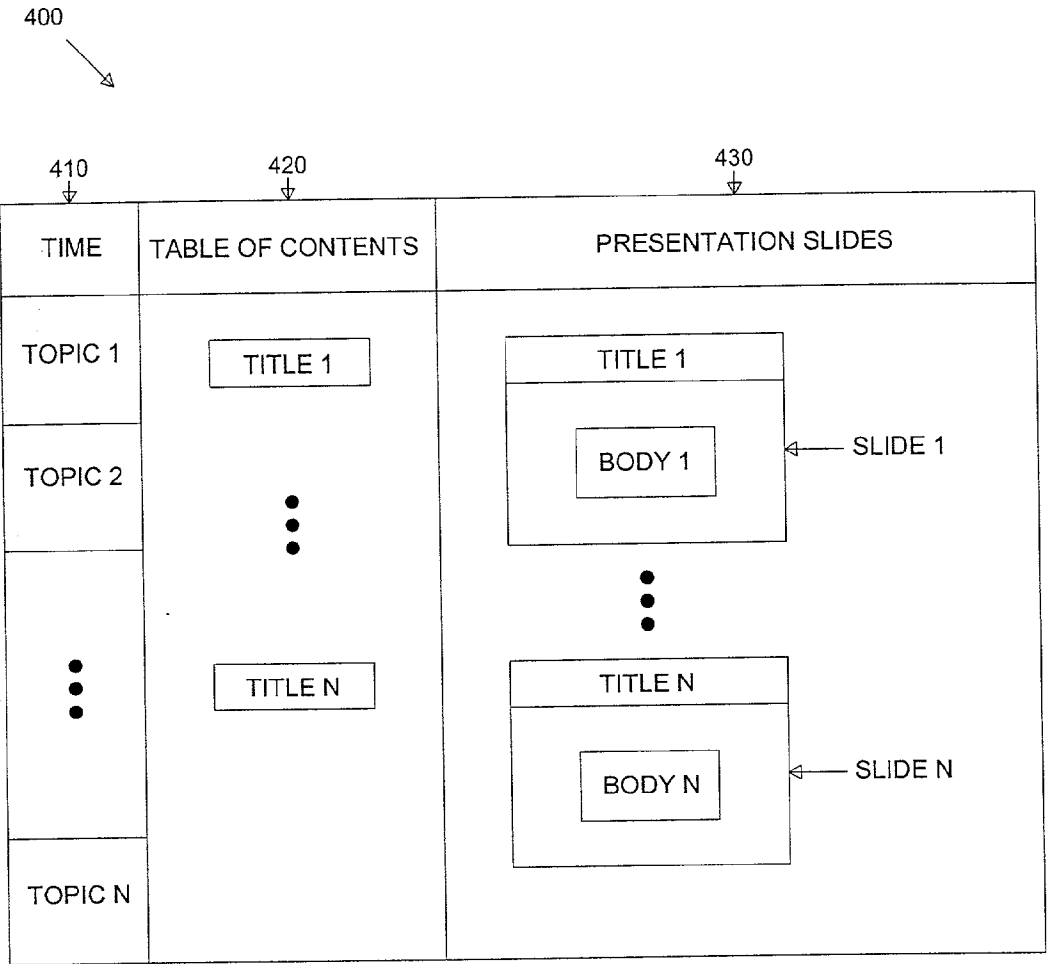 400
410
420
430
TIME
TABLE OF CONTENTS
PRESENTATION SLIDES
TOPIC 1
TITLE 1
TITLE 1
BODY 1
SLIDE 1
TOPIC 2
TITLE N
TITLE N
BODY N
SLIDE N
TOPIC N